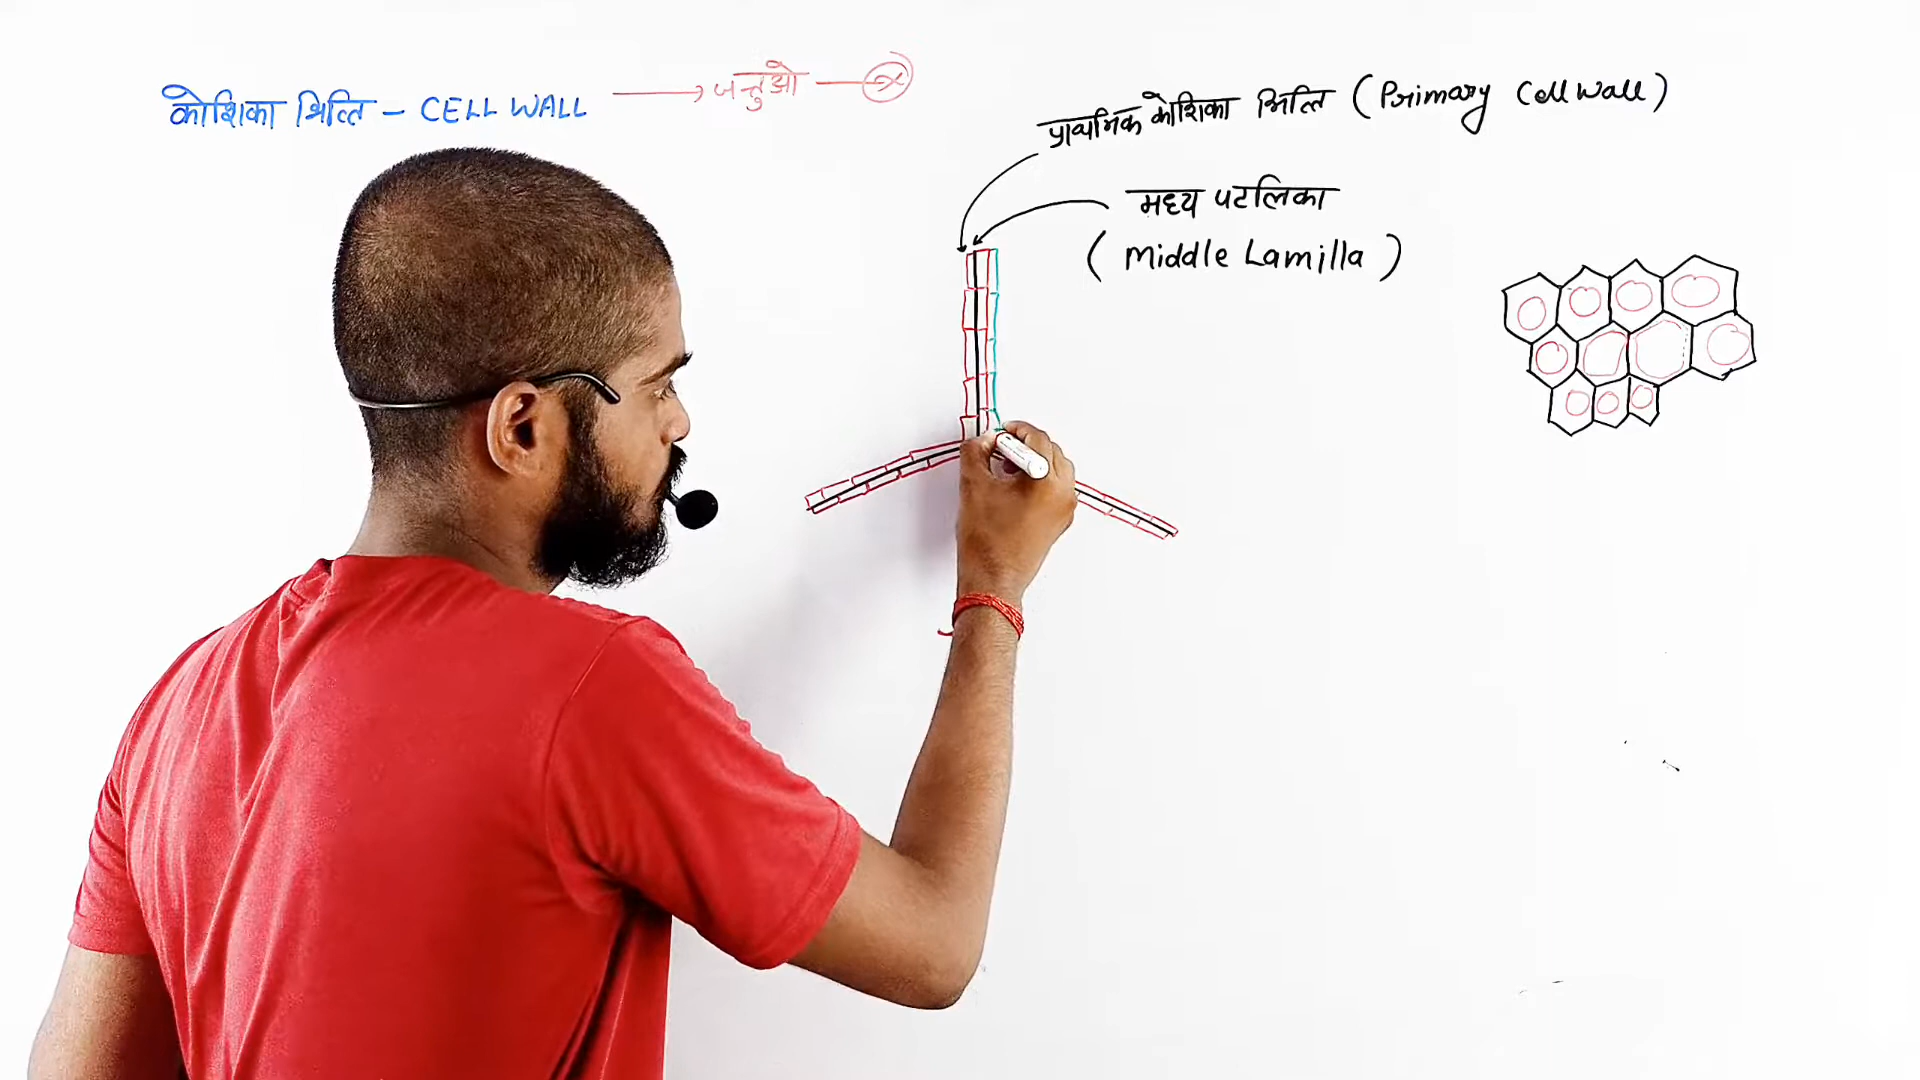 कोशिका भित्ति - CELL WALL → जन्तुओ - ×
प्राथमिक कोशिका भित्ति (Primary Cell wall)
मध्य पटलिका
( Middle Lamilla )